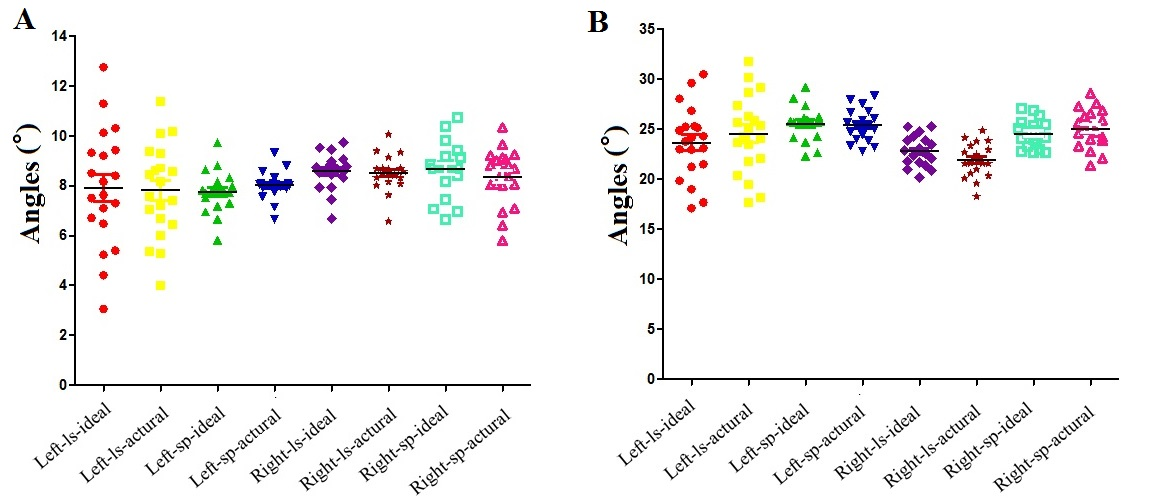 A
Angles (°)
14
12
10
8
6
4
2
0
Left-ls-ideal
Left-ls-actural
Left-sp-ideal
Left-sp-actural
Right-ls-ideal
Right-ls-actural
Right-sp-ideal
Right-sp-actural
B
Angles (°)
35
30
25
20
15
10
5
0
Left-ls-ideal
Left-ls-actural
Left-sp-ideal
Left-sp-actural
Right-ls-ideal
Right-ls-actural
Right-sp-ideal
Right-sp-actural